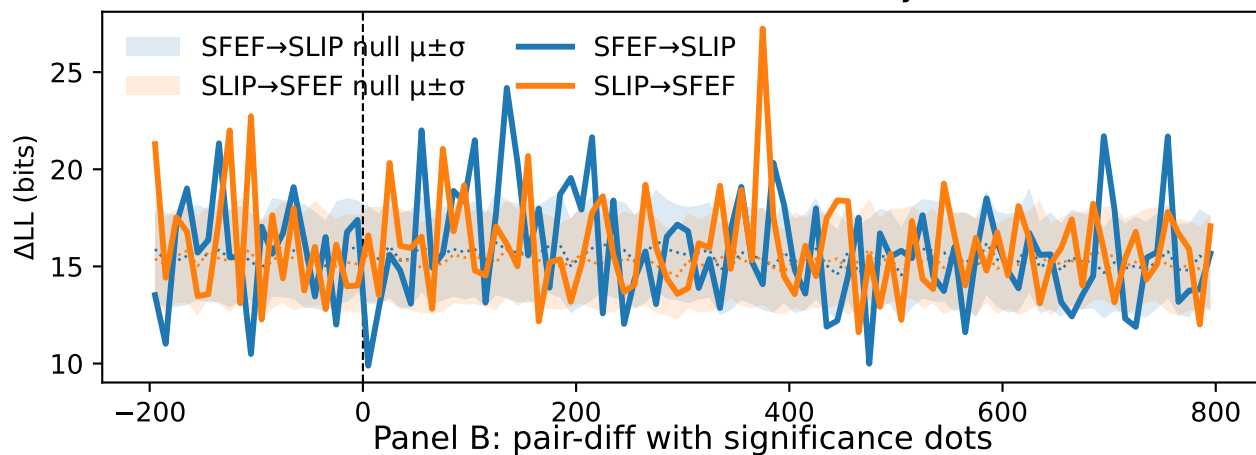 SFEF→SLIP null μ±σ
SLIP→SFEF null μ±σ
SFEF→SLIP
SLIP→SFEF
ΔLL (bits)
25
20
15
10
−200
0
200
400
600
800
Panel B: pair-diff with significance dots